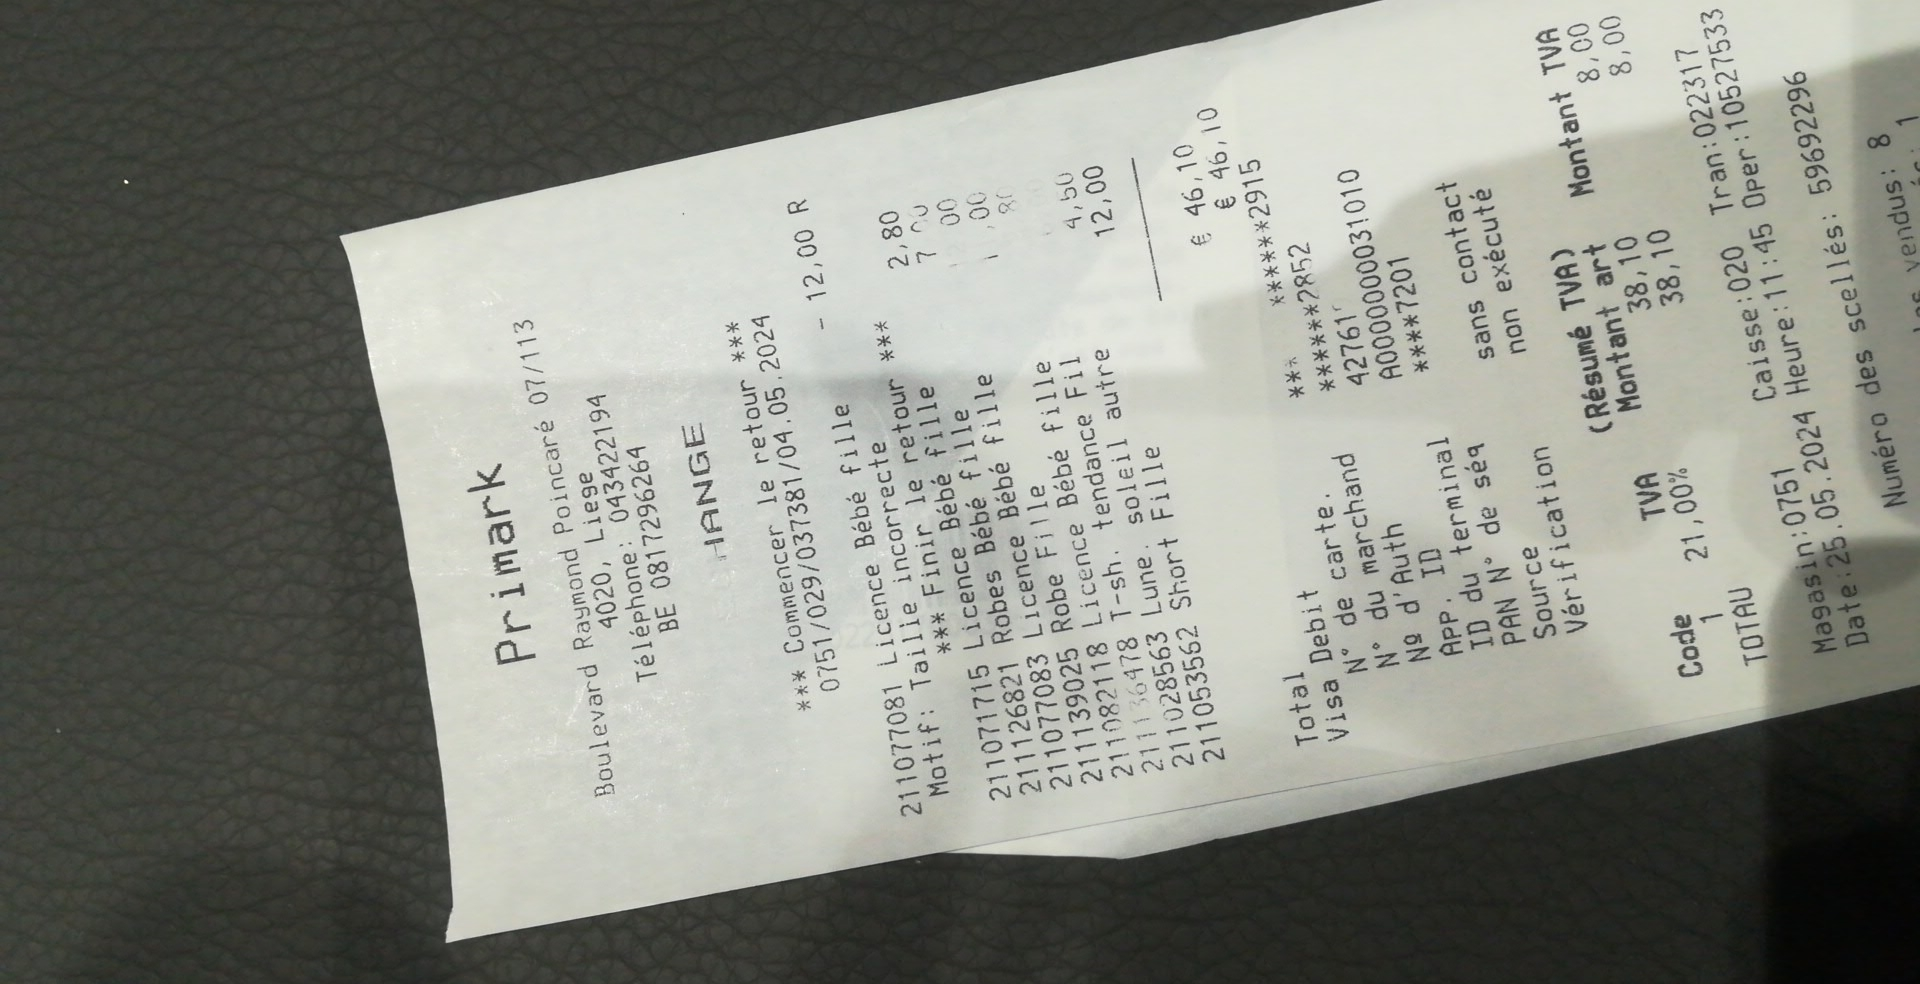 Primark
Boulevard Raymond Poincaré 07/113
4020, Liege
Téléphone: 043422194
BE 0817296264
HANGE
*** Commencer le retour ***
0751/029/037381/04.05.2024
211077081 Licence Bébé fille - 12,00 R
Motif: Taille incorrecte
*** Finir le retour ***
211071715 Licence Bébé fille 2,80
211126821 Robes Bébé fille
211077083 Licence Bébé fille
211139025 Robe Fille
211082118 Licence Bébé fille
211136478 T-sh. tendance Fil
211028563 Lune. soleil autre 4,50
211053562 Short Fille 12,00
Total € 46,10
Visa Debit € 46,10
N° de carte. *** *******2915
N° du marchand ******2852
Nº d'Auth 42761
APP. ID A0000000031010
ID du terminal ****7201
PAN N° de séq
Source sans contact
Vérification non exécuté
(Résumé TVA)
Code TVA Montant art Montant TVA
1 21,00% 38,10 8,00
TOTAU 38,10 8,00
Magasin:0751 Caisse:020 Tran:022317
Date:25.05.2024 Heure:11:45 Oper:10527533
Numéro des scellés: 59692296
vendus: 8
1